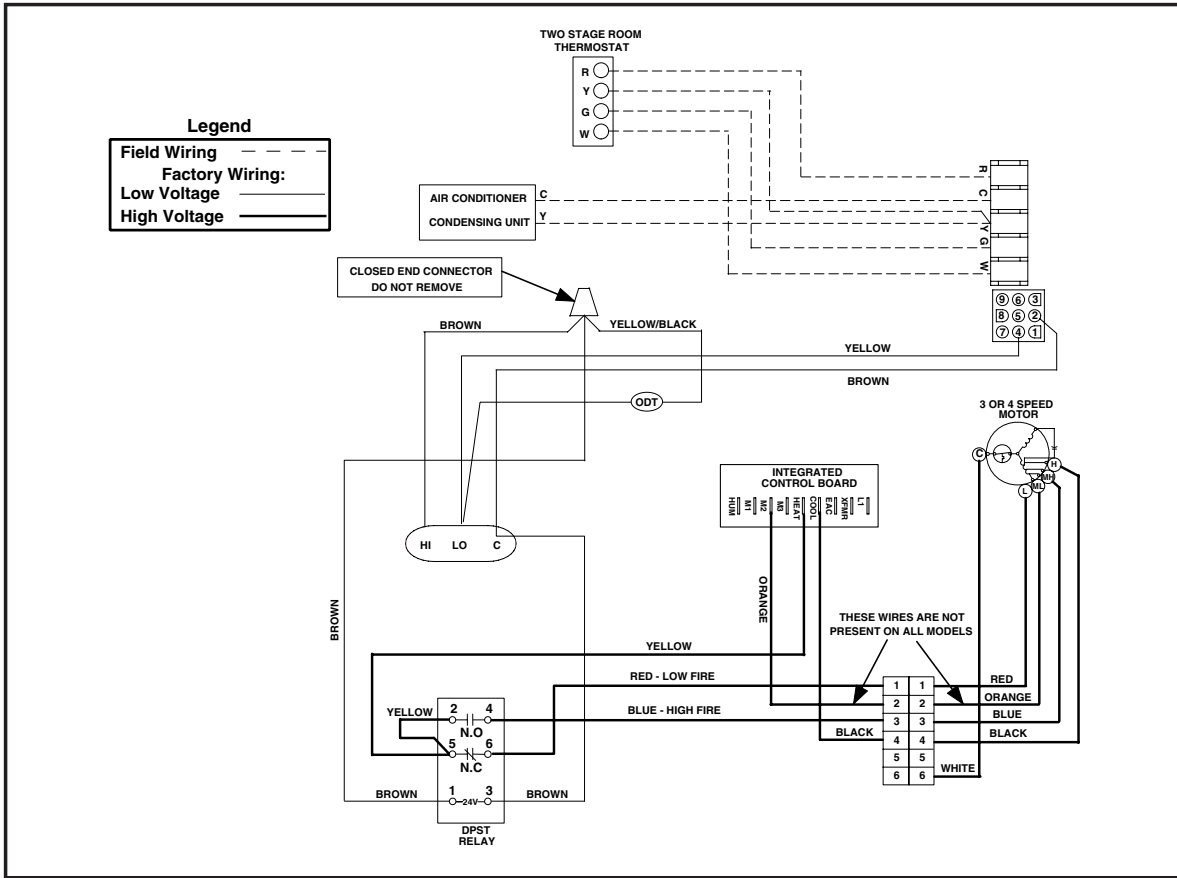 TWO STAGE ROOM
THERMOSTAT
R
Y
G
W
Legend
Field Wiring
Factory Wiring:
Low Voltage
High Voltage
AIR CONDITIONER
CONDENSING UNIT
C
Y
R
C
Y
G
W
CLOSED END CONNECTOR
DO NOT REMOVE
9 6 3
8 5 2
7 4 1
BROWN
YELLOW/BLACK
YELLOW
BROWN
ODT
3 OR 4 SPEED
MOTOR
C
H
MH
ML
L
INTEGRATED
CONTROL BOARD
HUM
M1
M2
M3
HEAT
COOL
EAC
XFMR
L1
HI LO C
BROWN
ORANGE
THESE WIRES ARE NOT
PRESENT ON ALL MODELS
YELLOW
RED - LOW FIRE
BLUE - HIGH FIRE
BLACK
1 1
2 2
3 3
4 4
5 5
6 6
RED
ORANGE
BLUE
BLACK
WHITE
YELLOW
2 4
N.O
5 6
N.C
BROWN
1 3
24V
BROWN
DPST
RELAY